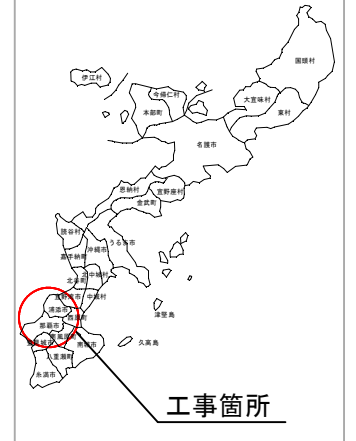 国頭村
伊江村
今帰仁村
大宜味村
本部町
東村
名護市
恩納村
宜野座村
金武町
読谷村
うるま市
沖縄市
嘉手納町
北中城村
北谷町
宜野湾市
中城村
浦添市
津堅島
西原町
那覇市
南風原町
久高島
豊見城市
南城市
八重瀬町
糸満市
工事箇所